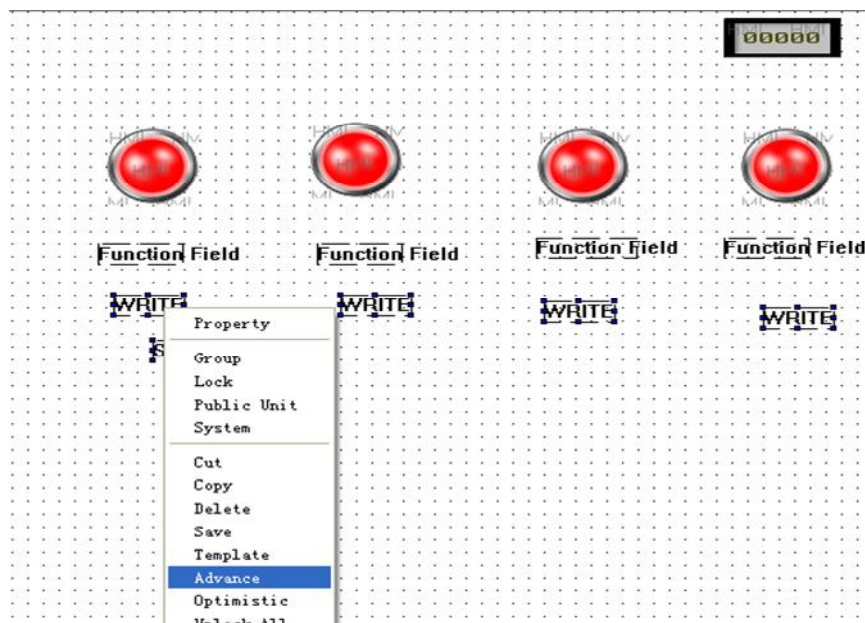 00000
Function Field
Function Field
Function Field
Function Field
WRITE
WRITE
WRITE
WRITE
Property
Group
Lock
Public Unit
System
Cut
Copy
Delete
Save
Template
Advance
Optimistic